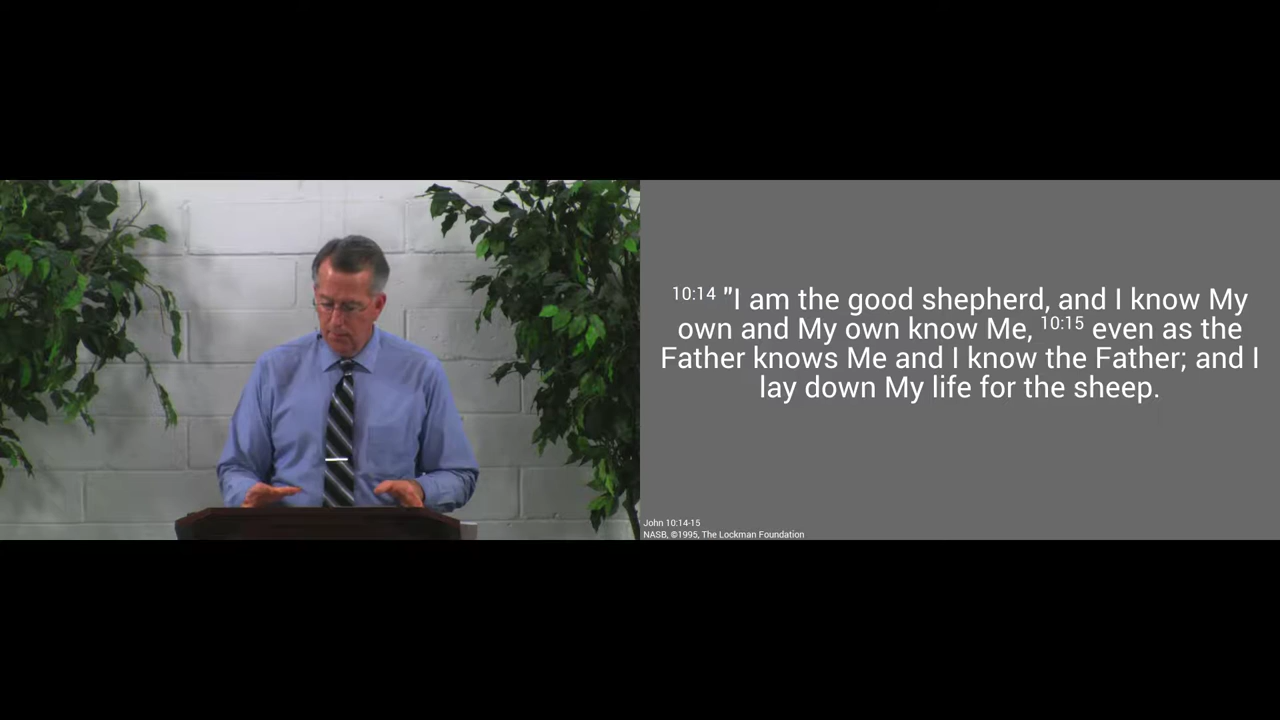 10:14 "I am the good shepherd, and I know My
own and My own know Me, 10:15 even as the
Father knows Me and I know the Father; and I
lay down My life for the sheep.
John 10:14-15
NASB, ©1995, The Lockman Foundation